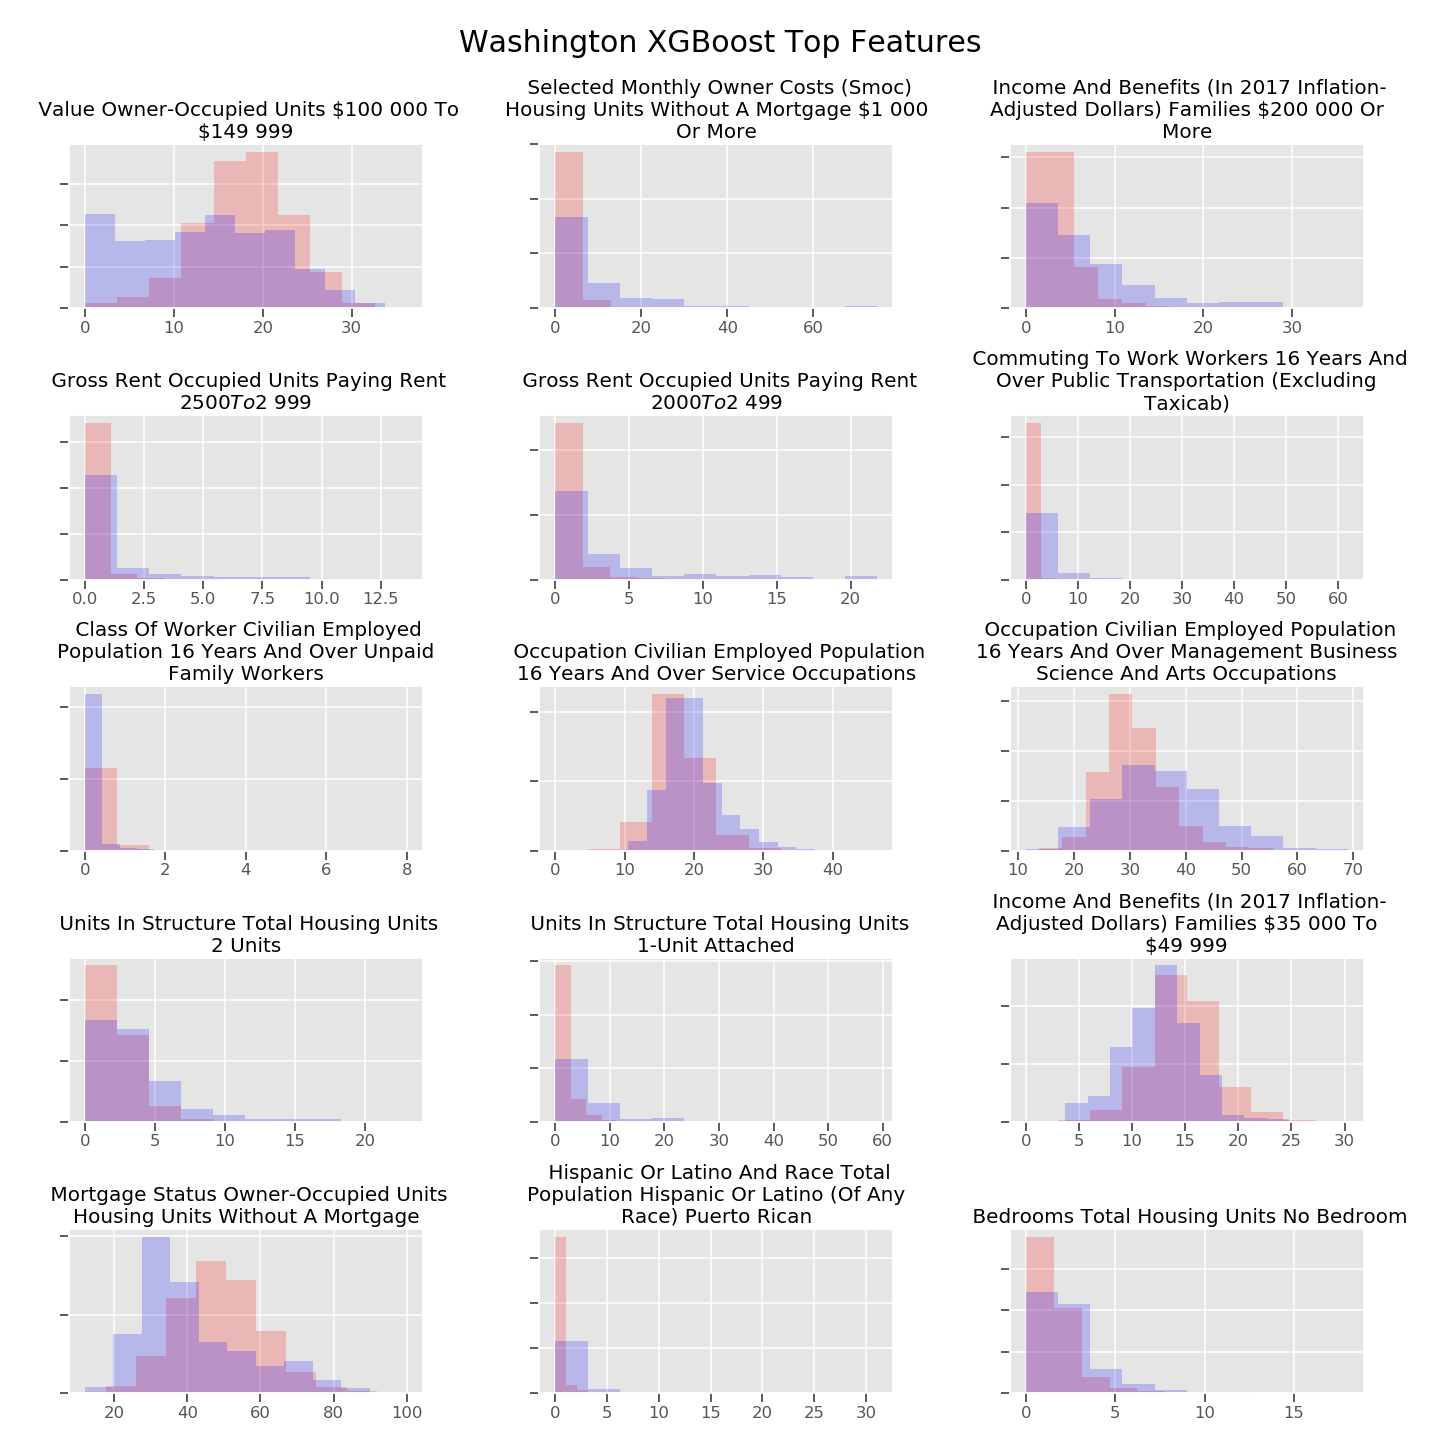 Washington XGBoost Top Features
Value Owner-Occupied Units $100 000 To
$149 999
0 10 20 30
Selected Monthly Owner Costs (Smoc)
Housing Units Without A Mortgage $1 000
Or More
0 20 40 60
Income And Benefits (In 2017 Inflation-
Adjusted Dollars) Families $200 000 Or
More
0 10 20 30
Gross Rent Occupied Units Paying Rent
2500To2 999
0.0 2.5 5.0 7.5 10.0 12.5
Gross Rent Occupied Units Paying Rent
2000To2 499
0 5 10 15 20
Commuting To Work Workers 16 Years And
Over Public Transportation (Excluding
Taxicab)
0 10 20 30 40 50 60
Class Of Worker Civilian Employed
Population 16 Years And Over Unpaid
Family Workers
0 2 4 6 8
Occupation Civilian Employed Population
16 Years And Over Service Occupations
0 10 20 30 40
Occupation Civilian Employed Population
16 Years And Over Management Business
Science And Arts Occupations
10 20 30 40 50 60 70
Units In Structure Total Housing Units
2 Units
0 5 10 15 20
Units In Structure Total Housing Units
1-Unit Attached
0 10 20 30 40 50 60
Income And Benefits (In 2017 Inflation-
Adjusted Dollars) Families $35 000 To
$49 999
0 5 10 15 20 25 30
Mortgage Status Owner-Occupied Units
Housing Units Without A Mortgage
20 40 60 80 100
Hispanic Or Latino And Race Total
Population Hispanic Or Latino (Of Any
Race) Puerto Rican
0 5 10 15 20 25 30
Bedrooms Total Housing Units No Bedroom
0 5 10 15